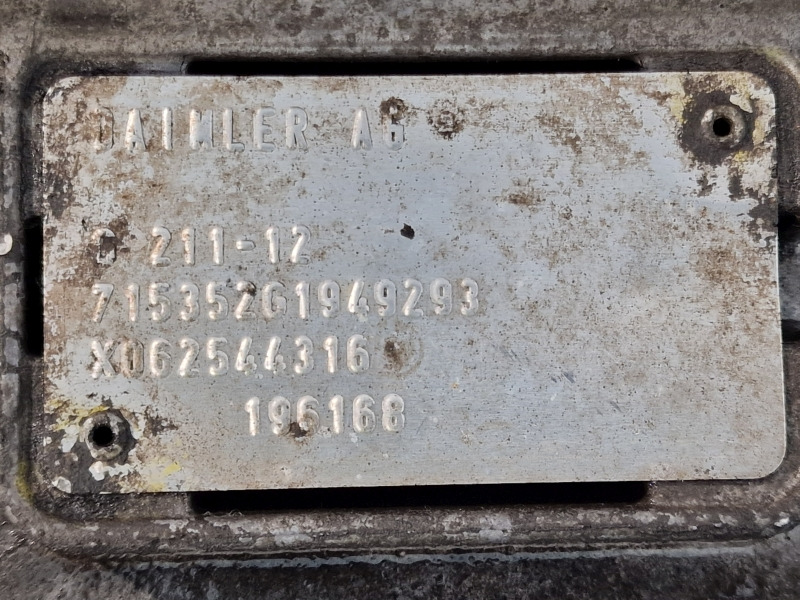 DAIMLER AG
G 211-12
715352G1949293
X062544316
196168